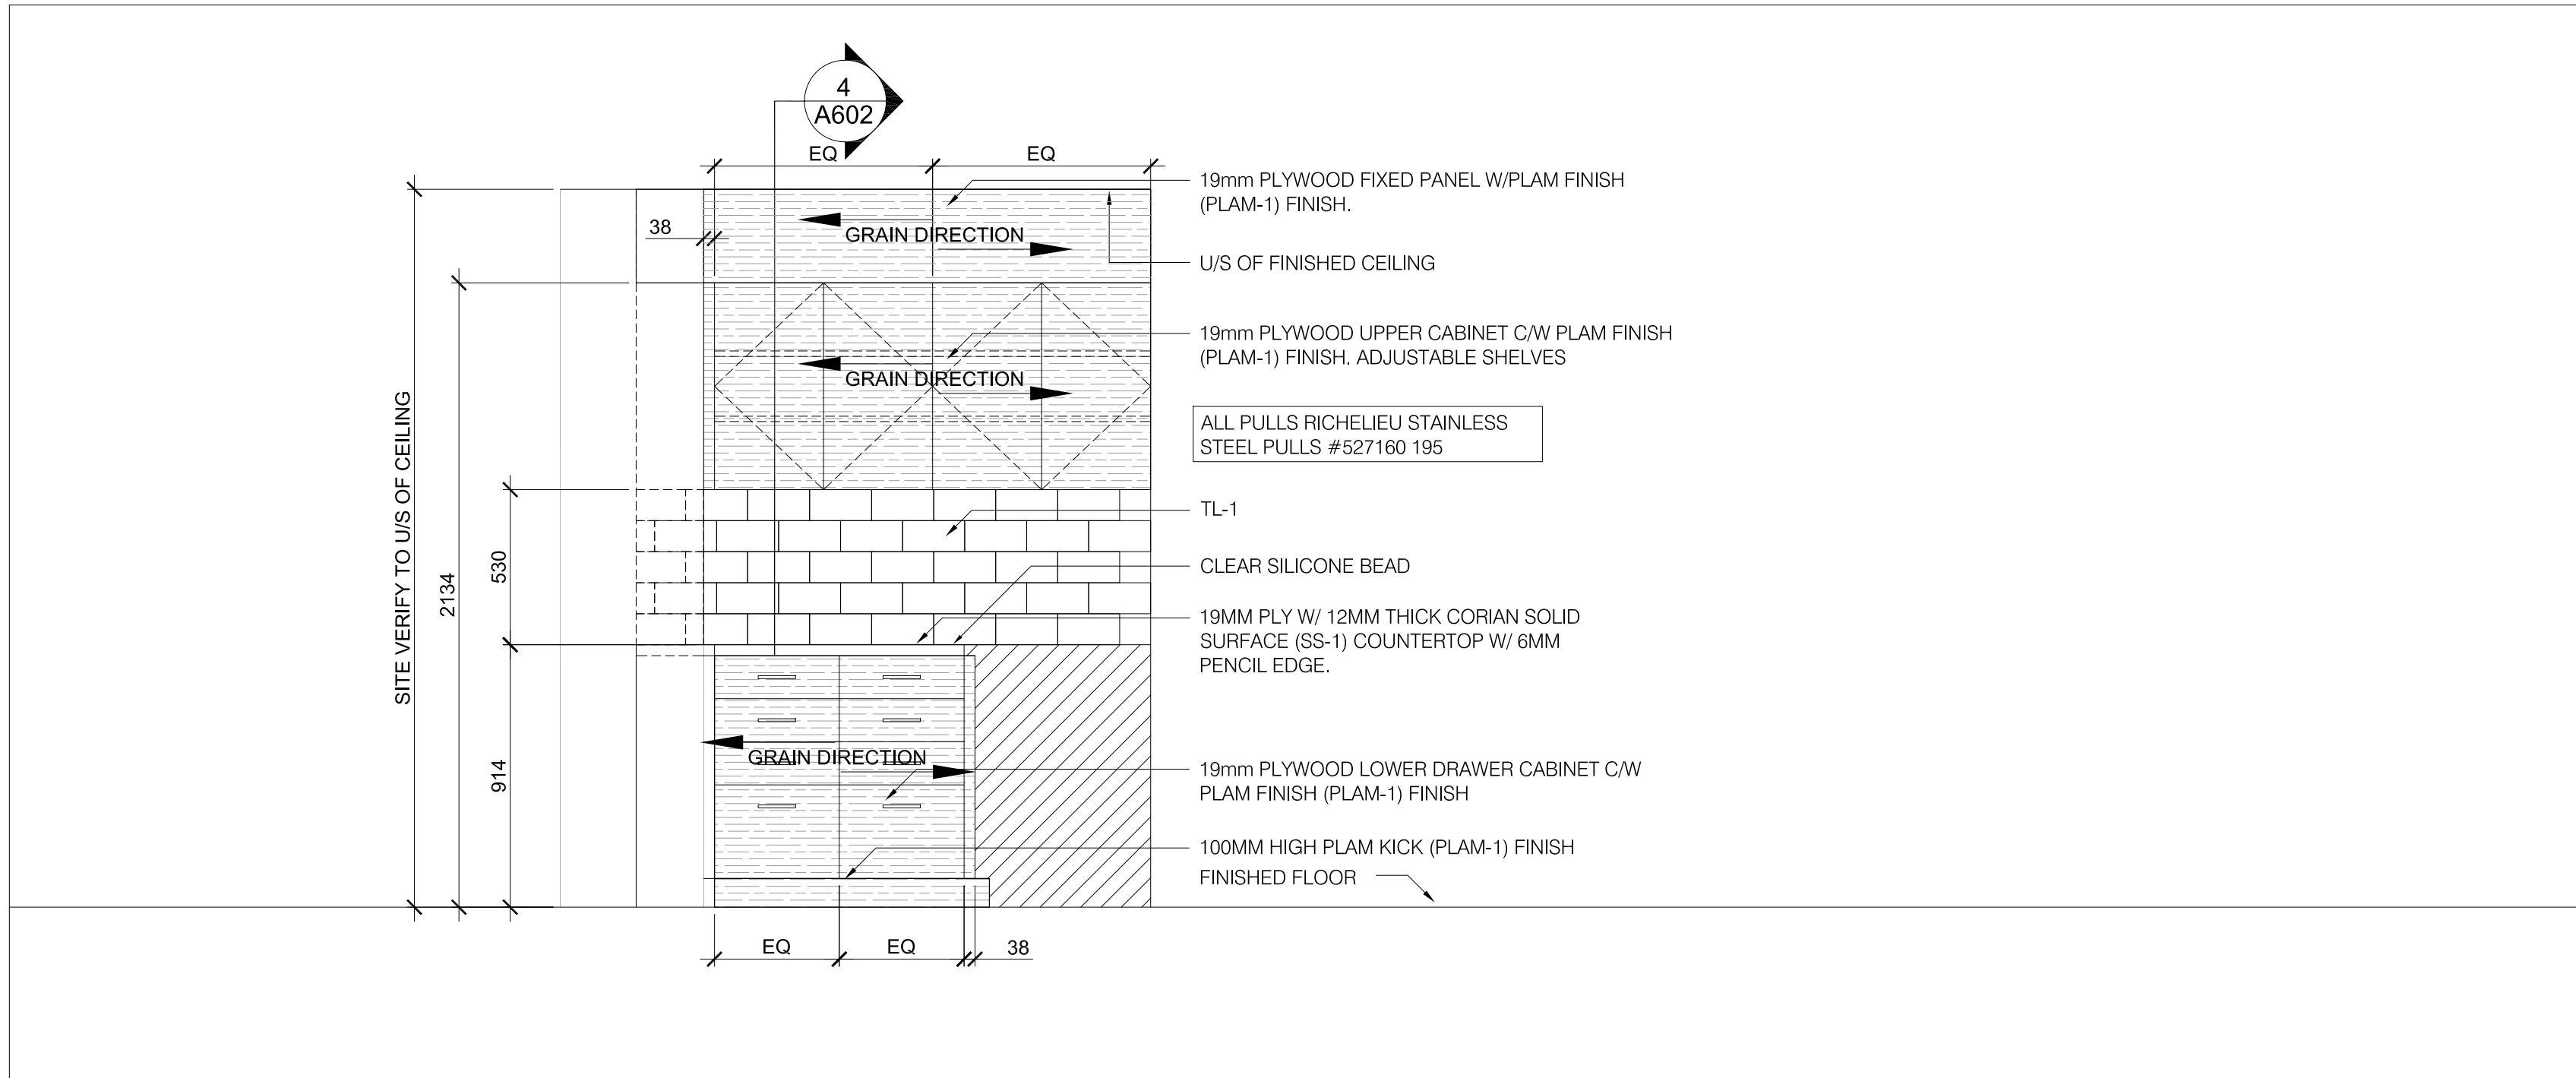 4
A602
EQ
EQ
19mm PLYWOOD FIXED PANEL W/PLAM FINISH
(PLAM-1) FINISH.
38
GRAIN DIRECTION
U/S OF FINISHED CEILING
19mm PLYWOOD UPPER CABINET C/W PLAM FINISH
(PLAM-1) FINISH. ADJUSTABLE SHELVES
GRAIN DIRECTION
ALL PULLS RICHELIEU STAINLESS
STEEL PULLS #527160 195
SITE VERIFY TO U/S OF CEILING
2134
530
914
TL-1
CLEAR SILICONE BEAD
19MM PLY W/ 12MM THICK CORIAN SOLID
SURFACE (SS-1) COUNTERTOP W/ 6MM
PENCIL EDGE.
GRAIN DIRECTION
19mm PLYWOOD LOWER DRAWER CABINET C/W
PLAM FINISH (PLAM-1) FINISH
100MM HIGH PLAM KICK (PLAM-1) FINISH
FINISHED FLOOR
EQ
EQ
38